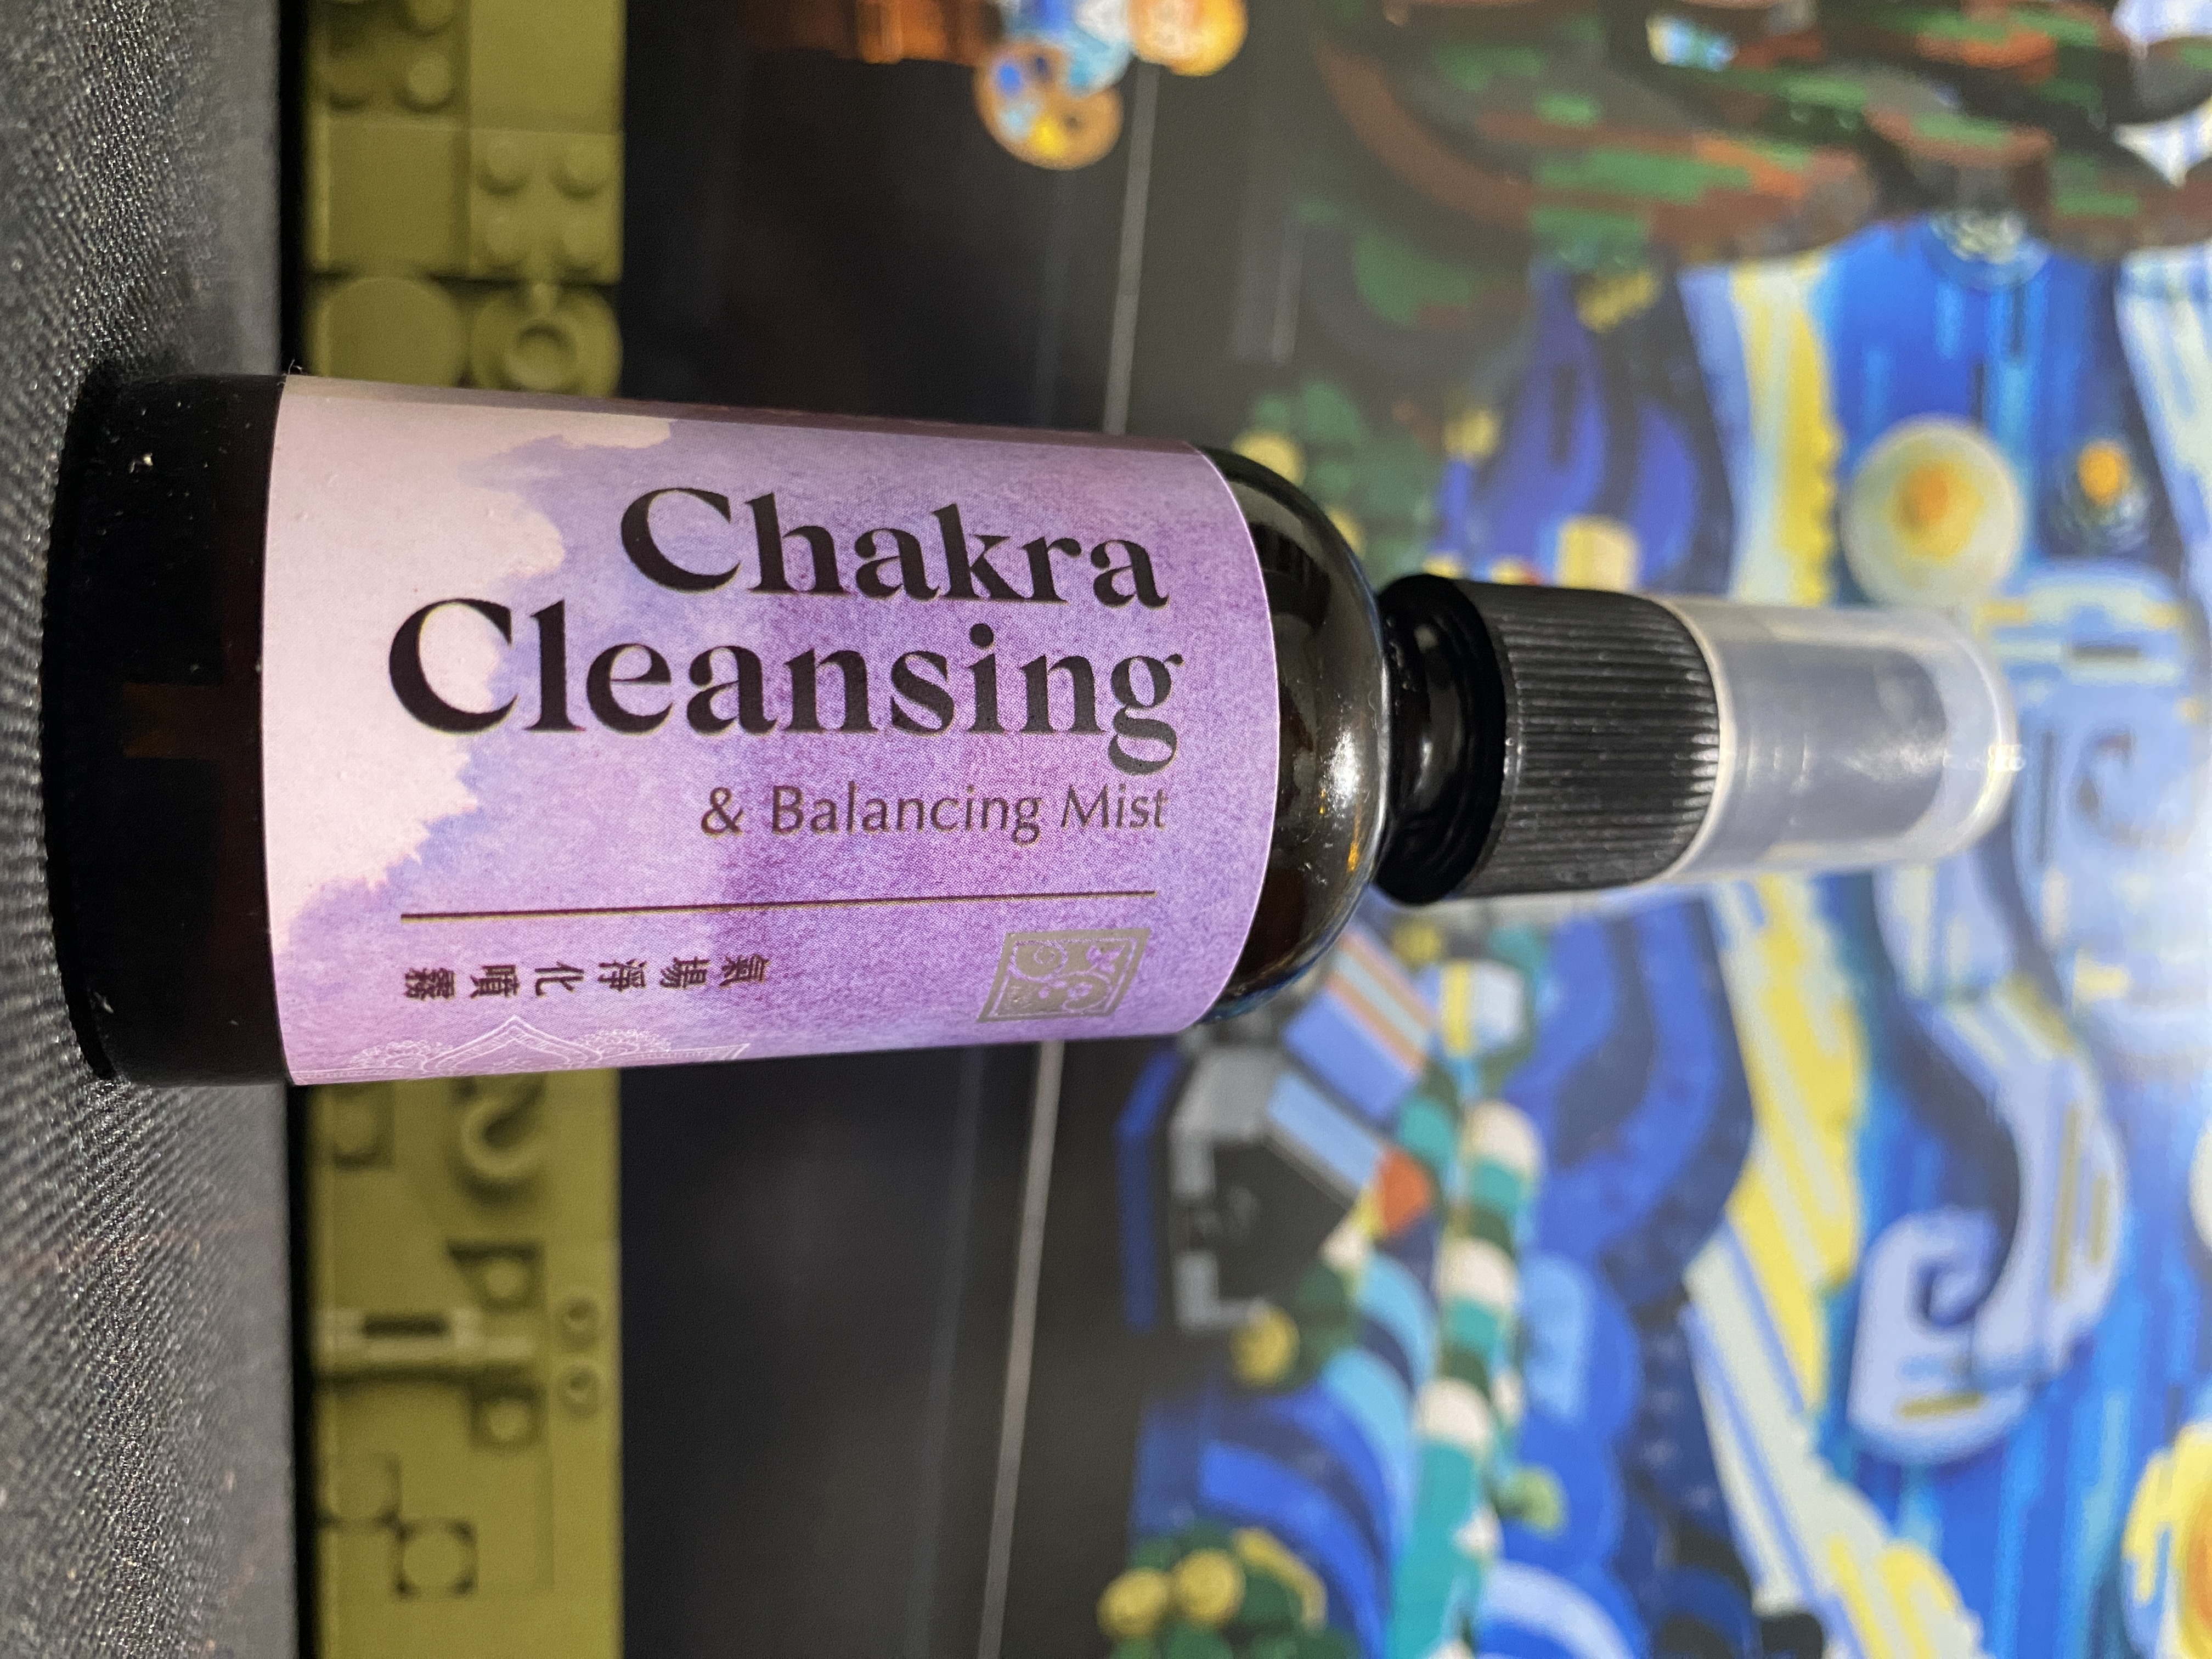 Chakra
Cleansing
& Balancing Mist
氣場淨化噴霧